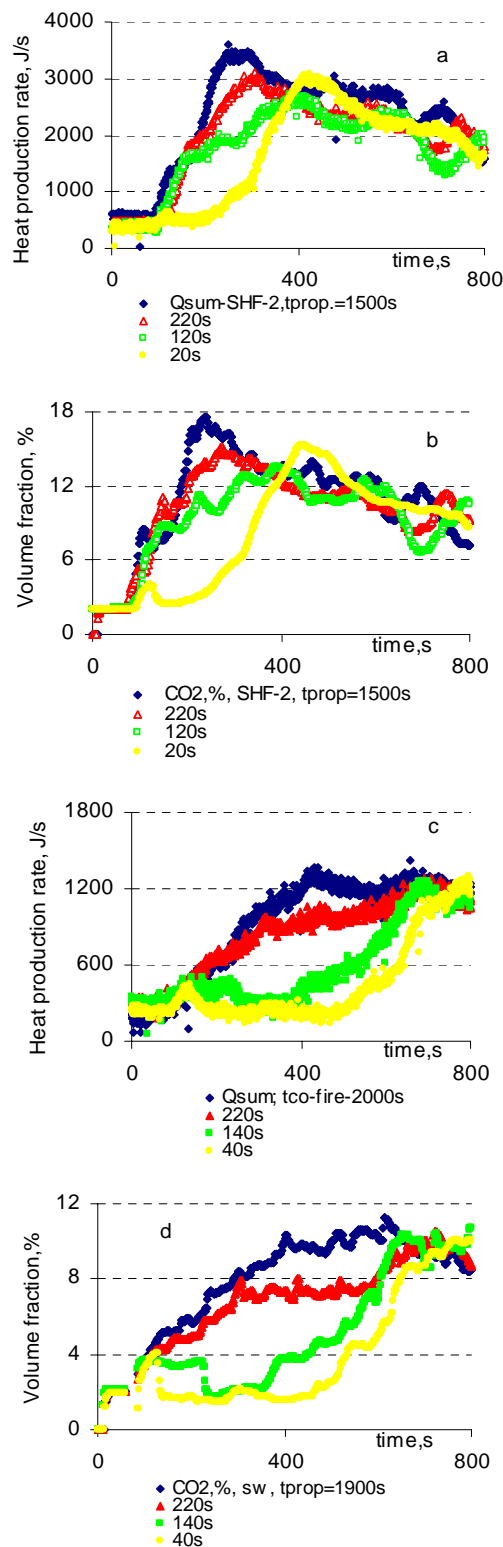 4000
a
3000
2000
1000
0
Heat production rate, J/s
0
400
800
time,s
Qsum-SHF-2,tprop.=1500s
220s
120s
20s
18
b
12
6
0
Volume fraction, %
0
400
800
time,s
CO2,%, SHF-2, tprop=1500s
220s
120s
20s
1800
c
1200
600
0
Heat production rate, J/s
0
400
800
time,s
Qsum; tco-fire-2000s
220s
140s
40s
12
d
8
4
0
Volume fraction,%
0
400
800
time,s
CO2,%, sw, tprop=1900s
220s
140s
40s